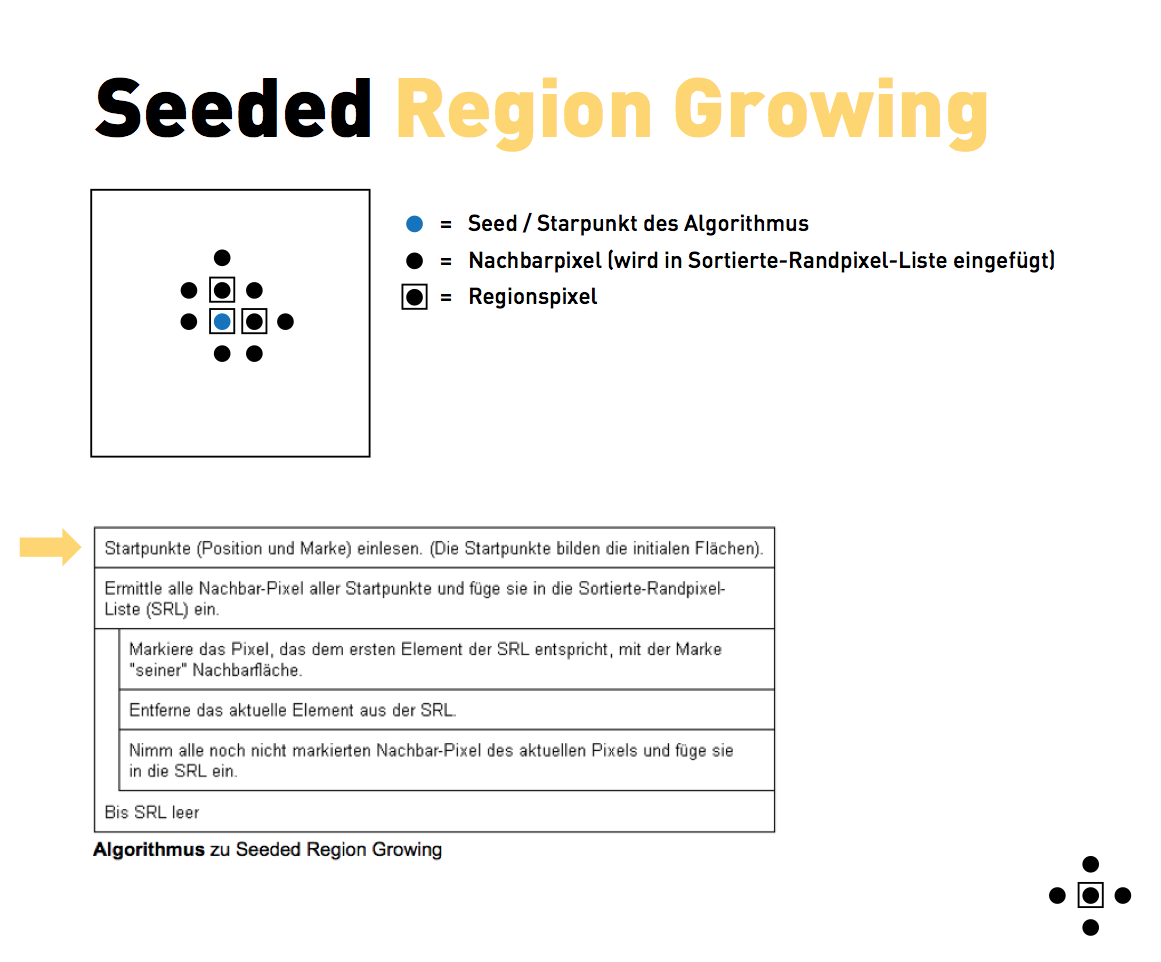 Seeded Region Growing
= Seed / Starpunkt des Algorithmus
= Nachbarpixel (wird in Sortierte-Randpixel-Liste eingefügt)
= Regionspixel
Startpunkte (Position und Marke) einlesen. (Die Startpunkte bilden die initialen Flächen).
Ermittle alle Nachbar-Pixel aller Startpunkte und füge sie in die Sortierte-Randpixel-
Liste (SRL) ein.
Markiere das Pixel, das dem ersten Element der SRL entspricht, mit der Marke
"seiner" Nachbarfläche.
Entferne das aktuelle Element aus der SRL.
Nimm alle noch nicht markierten Nachbar-Pixel des aktuellen Pixels und füge sie
in die SRL ein.
Bis SRL leer
Algorithmus zu Seeded Region Growing